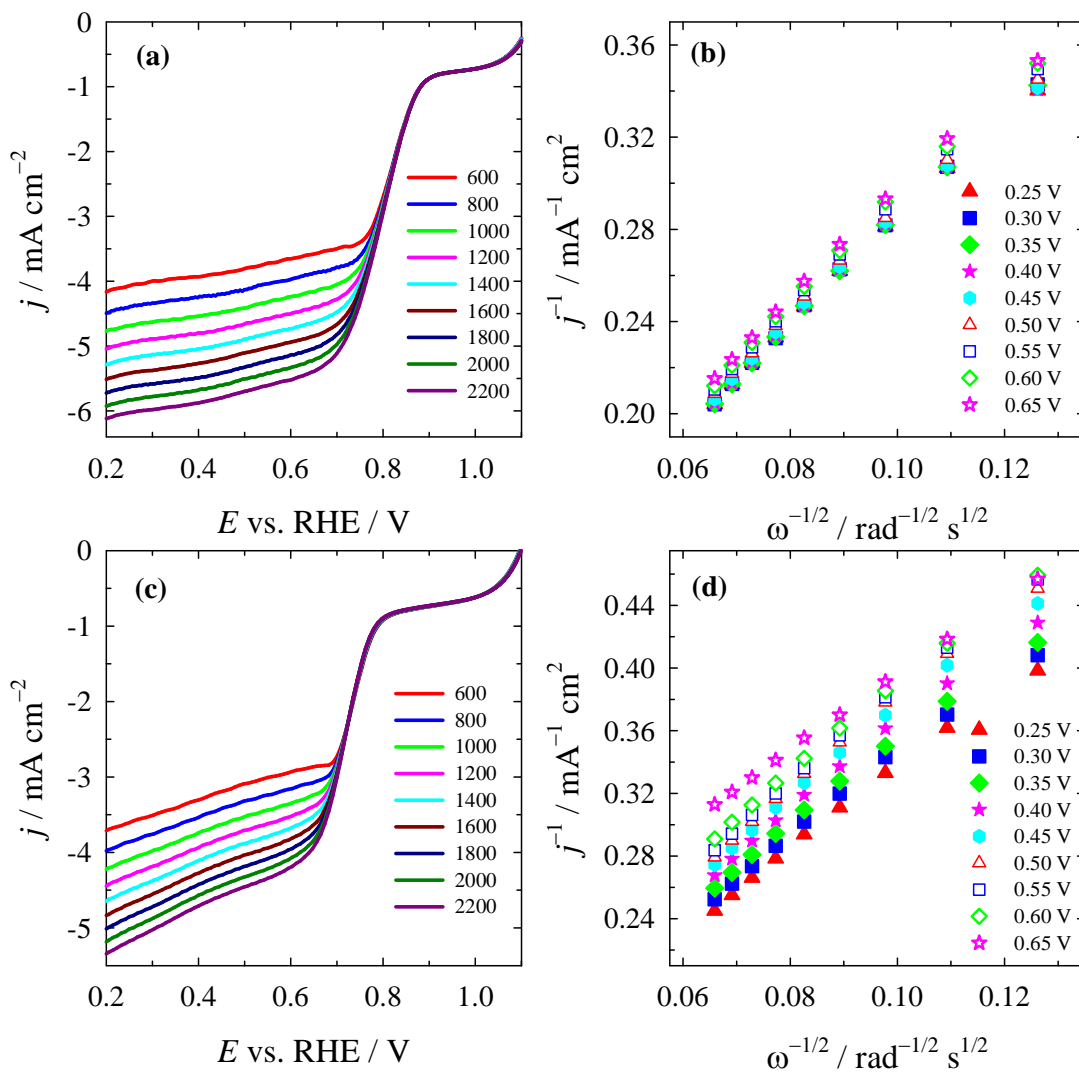 (a)
0
-1
-2
-3
-4
-5
-6
j / mA cm⁻²
600
800
1000
1200
1400
1600
1800
2000
2200
0.2 0.4 0.6 0.8 1.0
E vs. RHE / V
(b)
0.36
0.32
0.28
0.24
0.20
j⁻¹ / mA⁻¹ cm²
0.25 V
0.30 V
0.35 V
0.40 V
0.45 V
0.50 V
0.55 V
0.60 V
0.65 V
0.06 0.08 0.10 0.12
ω⁻¹/² / rad⁻¹/² s¹/²
(c)
0
-1
-2
-3
-4
-5
j / mA cm⁻²
600
800
1000
1200
1400
1600
1800
2000
2200
0.2 0.4 0.6 0.8 1.0
E vs. RHE / V
(d)
0.44
0.40
0.36
0.32
0.28
0.24
j⁻¹ / mA⁻¹ cm²
0.25 V
0.30 V
0.35 V
0.40 V
0.45 V
0.50 V
0.55 V
0.60 V
0.65 V
0.06 0.08 0.10 0.12
ω⁻¹/² / rad⁻¹/² s¹/²